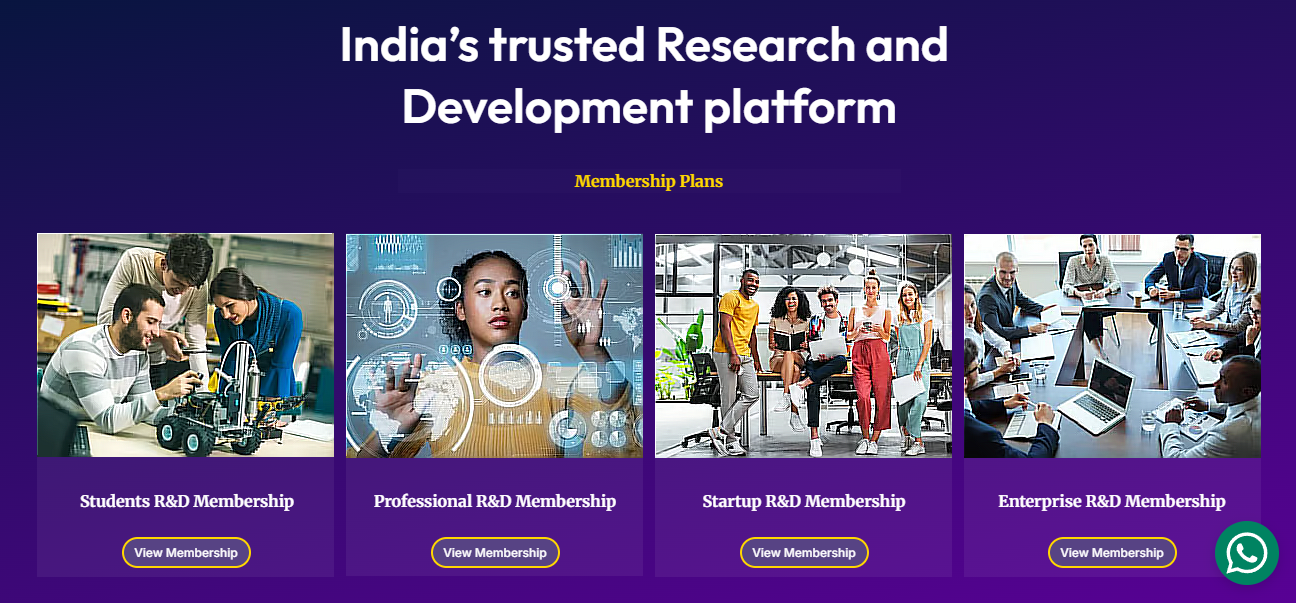 India’s trusted Research and
Development platform
Membership Plans
Students R&D Membership
View Membership
Professional R&D Membership
View Membership
Startup R&D Membership
View Membership
Enterprise R&D Membership
View Membership